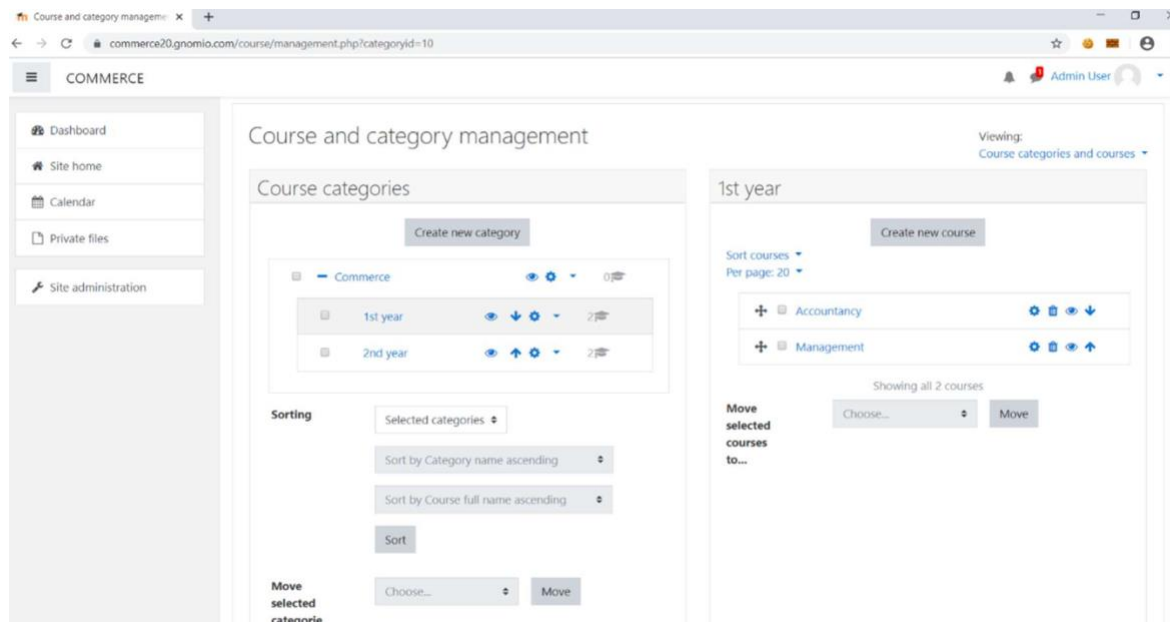 Course and category manageme
commerce20.gnomio.com/course/management.php?categoryid=10
COMMERCE
1
Admin User
Dashboard
Site home
Calendar
Private files
Site administration
Course and category management
Viewing:
Course categories and courses
Course categories
Create new category
Commerce
0
1st year
2
2nd year
2
Sorting
Selected categories
Sort by Category name ascending
Sort by Course full name ascending
Sort
Move
selected
categorie
Choose...
Move
1st year
Create new course
Sort courses
Per page: 20
Accountancy
Management
Showing all 2 courses
Move
selected
courses
to...
Choose...
Move